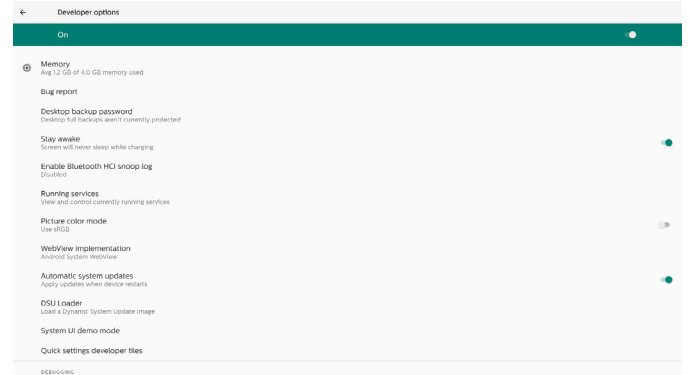 Developer options
On
Memory
Avg 1.2 GB of 4.0 GB memory used
Bug report
Desktop backup password
Desktop full backups aren't currently protected
Stay awake
Screen will never sleep while charging
Enable Bluetooth HCI snoop log
Disabled
Running services
View and control currently running services
Picture color mode
Use sRGB
WebView implementation
Android System WebView
Automatic system updates
Apply updates when device restarts
DSU Loader
Load a Dynamic System Update image
System UI demo mode
Quick settings developer tiles
DEBUGGING